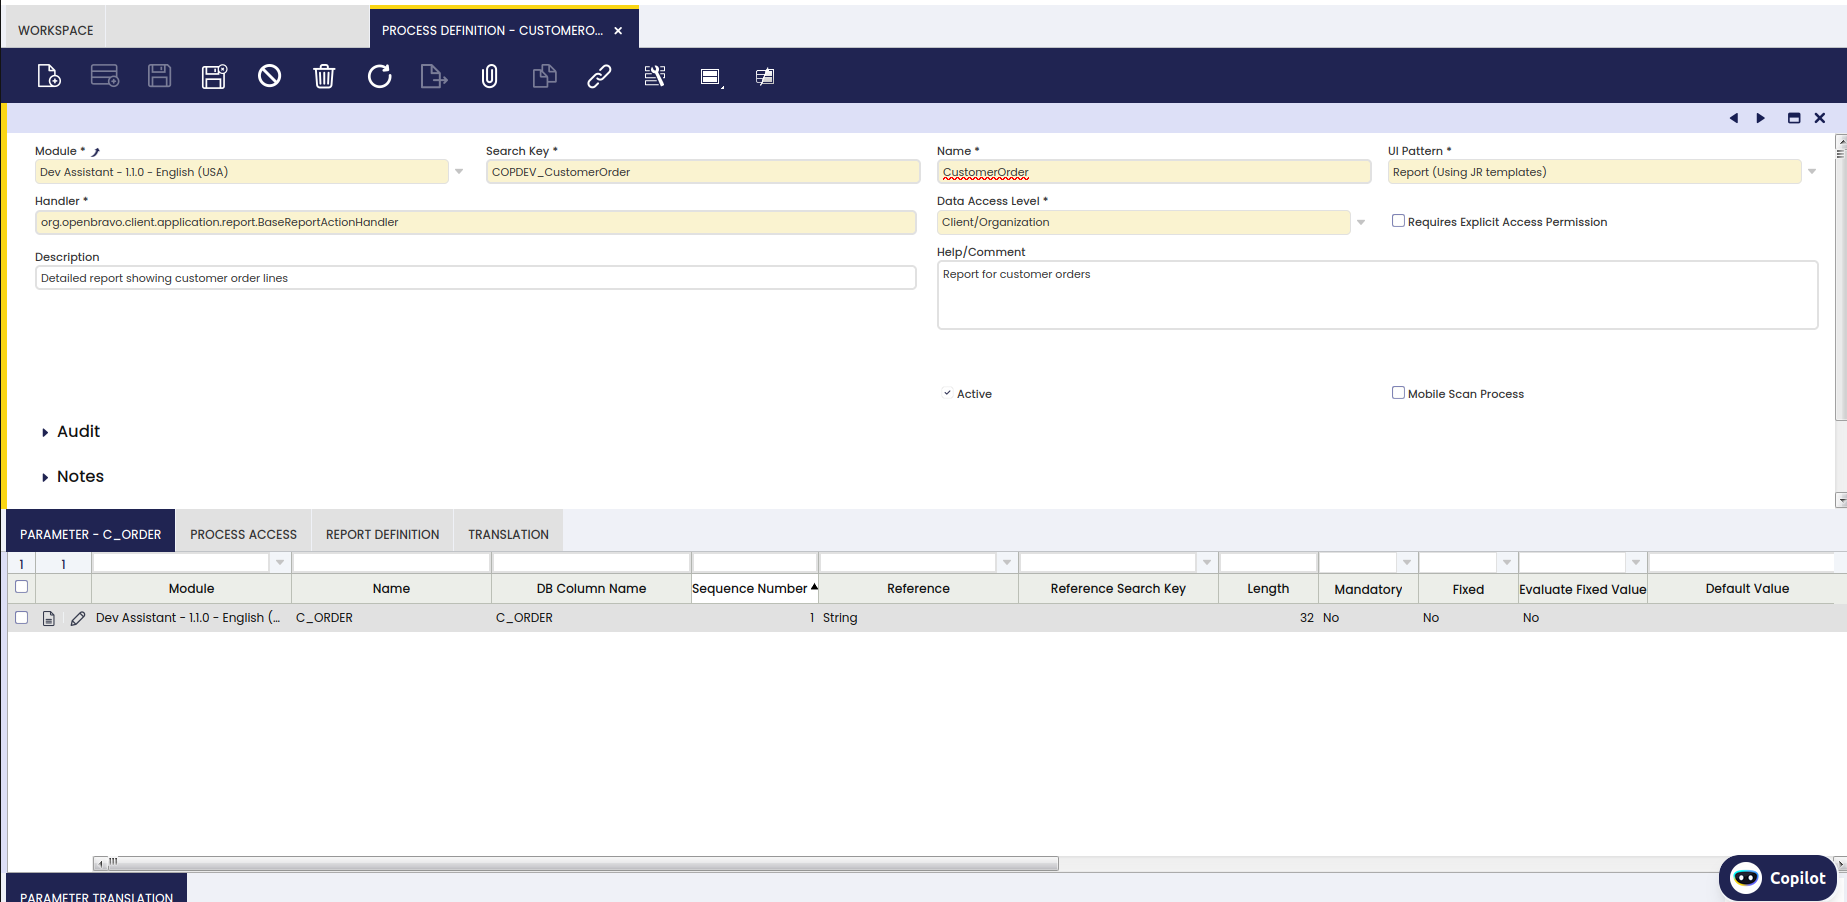 WORKSPACE
PROCESS DEFINITION - CUSTOMERO...
Module *
Search Key *
Name *
UI Pattern *
Dev Assistant - 1.1.0 - English (USA)
COPDEV_CustomerOrder
CustomerOrder
Report (Using JR templates)
Handler *
Data Access Level *
org.openbravo.client.application.report.BaseReportActionHandler
Client/Organization
Requires Explicit Access Permission
Description
Help/Comment
Detailed report showing customer order lines
Report for customer orders
Active
Mobile Scan Process
Audit
Notes
PARAMETER - C_ORDER
PROCESS ACCESS
REPORT DEFINITION
TRANSLATION
1 1
Module Name DB Column Name Sequence Number Reference Reference Search Key Length Mandatory Fixed Evaluate Fixed Value Default Value
Dev Assistant - 1.1.0 - English (... C_ORDER C_ORDER 1 String 32 No No No
PARAMETER TRANSLATION
Copilot